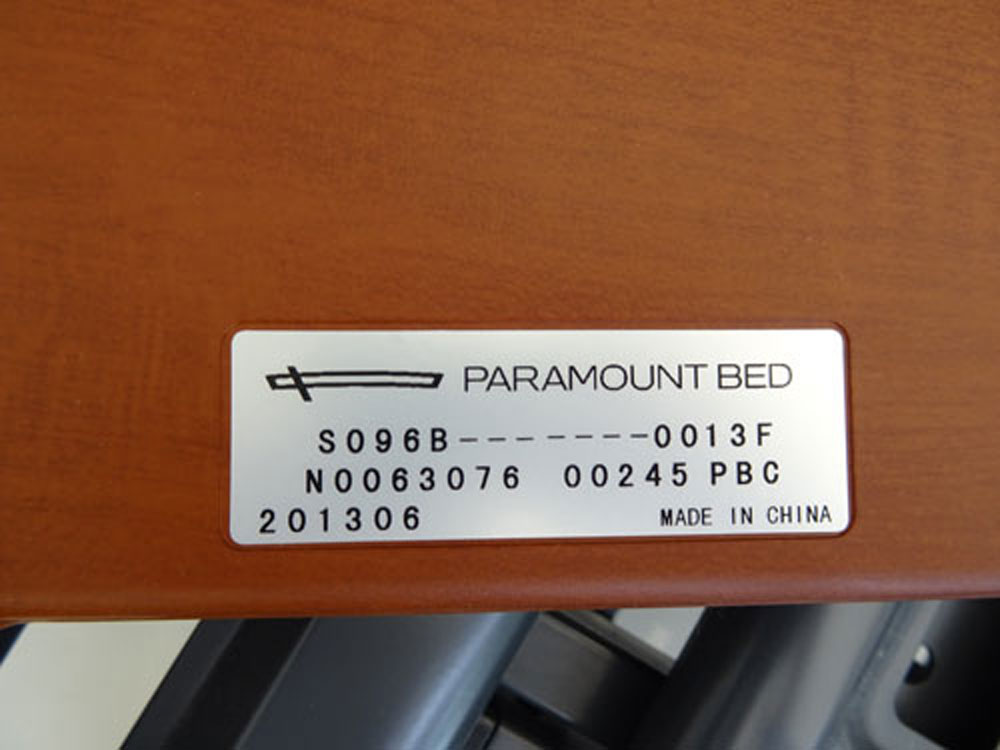 PARAMOUNT BED
S096B--------0013F
N0063076 00245 PBC
201306 MADE IN CHINA